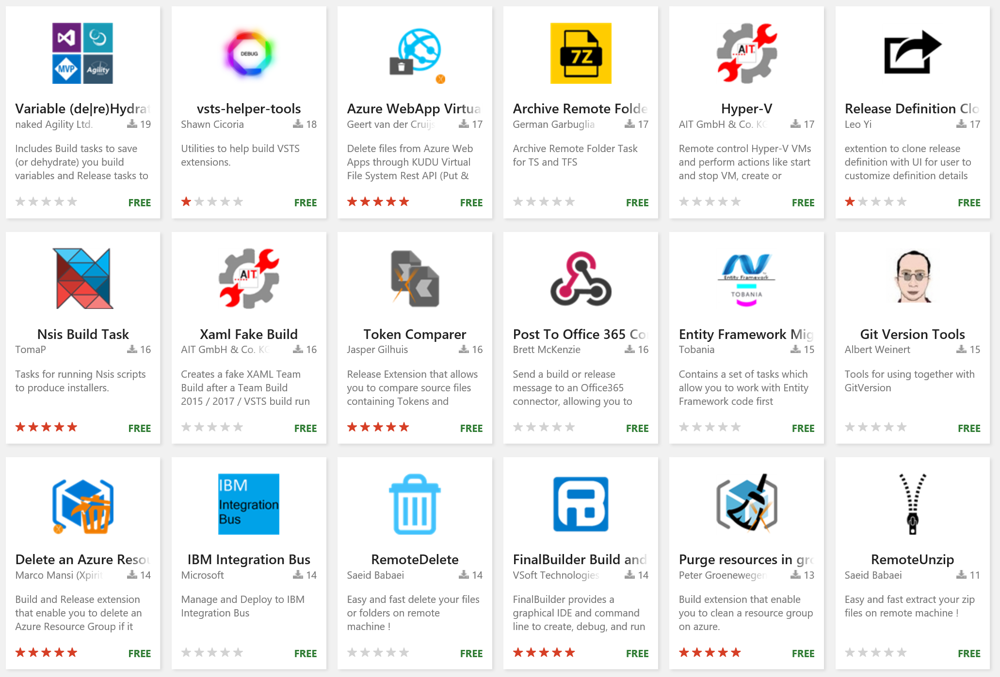 MVP
Agility
Variable (de|re)Hydrat
naked Agility Ltd.
19
Includes Build tasks to save
(or dehydrate) you build
variables and Release tasks to
FREE
DEBUG
vsts-helper-tools
Shawn Cicoria
18
Utilities to help build VSTS
extensions.
FREE
Azure WebApp Virtua
Geert van der Cruijs
17
Delete files from Azure Web
Apps through KUDU Virtual
File System Rest API (Put &
FREE
7Z
Archive Remote Folde
German Garbuglia
17
Archive Remote Folder Task
for TS and TFS
FREE
AIT
Hyper-V
AIT GmbH & Co. KG
17
Remote control Hyper-V VMs
and perform actions like start
and stop VM, create or
FREE
Release Definition Clo
Leo Yi
17
extention to clone release
definition with UI for user to
customize definition details
FREE
Nsis Build Task
TomaP
16
Tasks for running Nsis scripts
to produce installers.
FREE
AIT
Xaml Fake Build
AIT GmbH & Co. KG
16
Creates a fake XAML Team
Build after a Team Build
2015 / 2017 / VSTS build run
FREE
Token Comparer
Jasper Gilhuis
16
Release Extension that allows
you to compare source files
containing Tokens and
FREE
Post To Office 365 Co
Brett McKenzie
16
Send a build or release
message to an Office365
connector, allowing you to
FREE
Entity Framework
TOBANIA
Entity Framework Mig
Tobania
15
Contains a set of tasks which
allow you to work with Entity
Framework code first
FREE
Git Version Tools
Albert Weinert
15
Tools for using together with
GitVersion
FREE
Delete an Azure Resou
Marco Mansi (Xpirit
14
Build and Release extension
that enable you to delete an
Azure Resource Group if it
FREE
IBM
Integration
Bus
IBM Integration Bus
Microsoft
14
Manage and Deploy to IBM
Integration Bus
FREE
RemoteDelete
Saeid Babaei
14
Easy and fast delete your files
or folders on remote
machine !
FREE
FB
FinalBuilder Build and
VSoft Technologies
14
FinalBuilder provides a
graphical IDE and command
line to create, debug, and run
FREE
Purge resources in gro
Peter Groenewegen
13
Build extension that enable
you to clean a resource group
on azure.
FREE
RemoteUnzip
Saeid Babaei
11
Easy and fast extract your zip
files on remote machine !
FREE